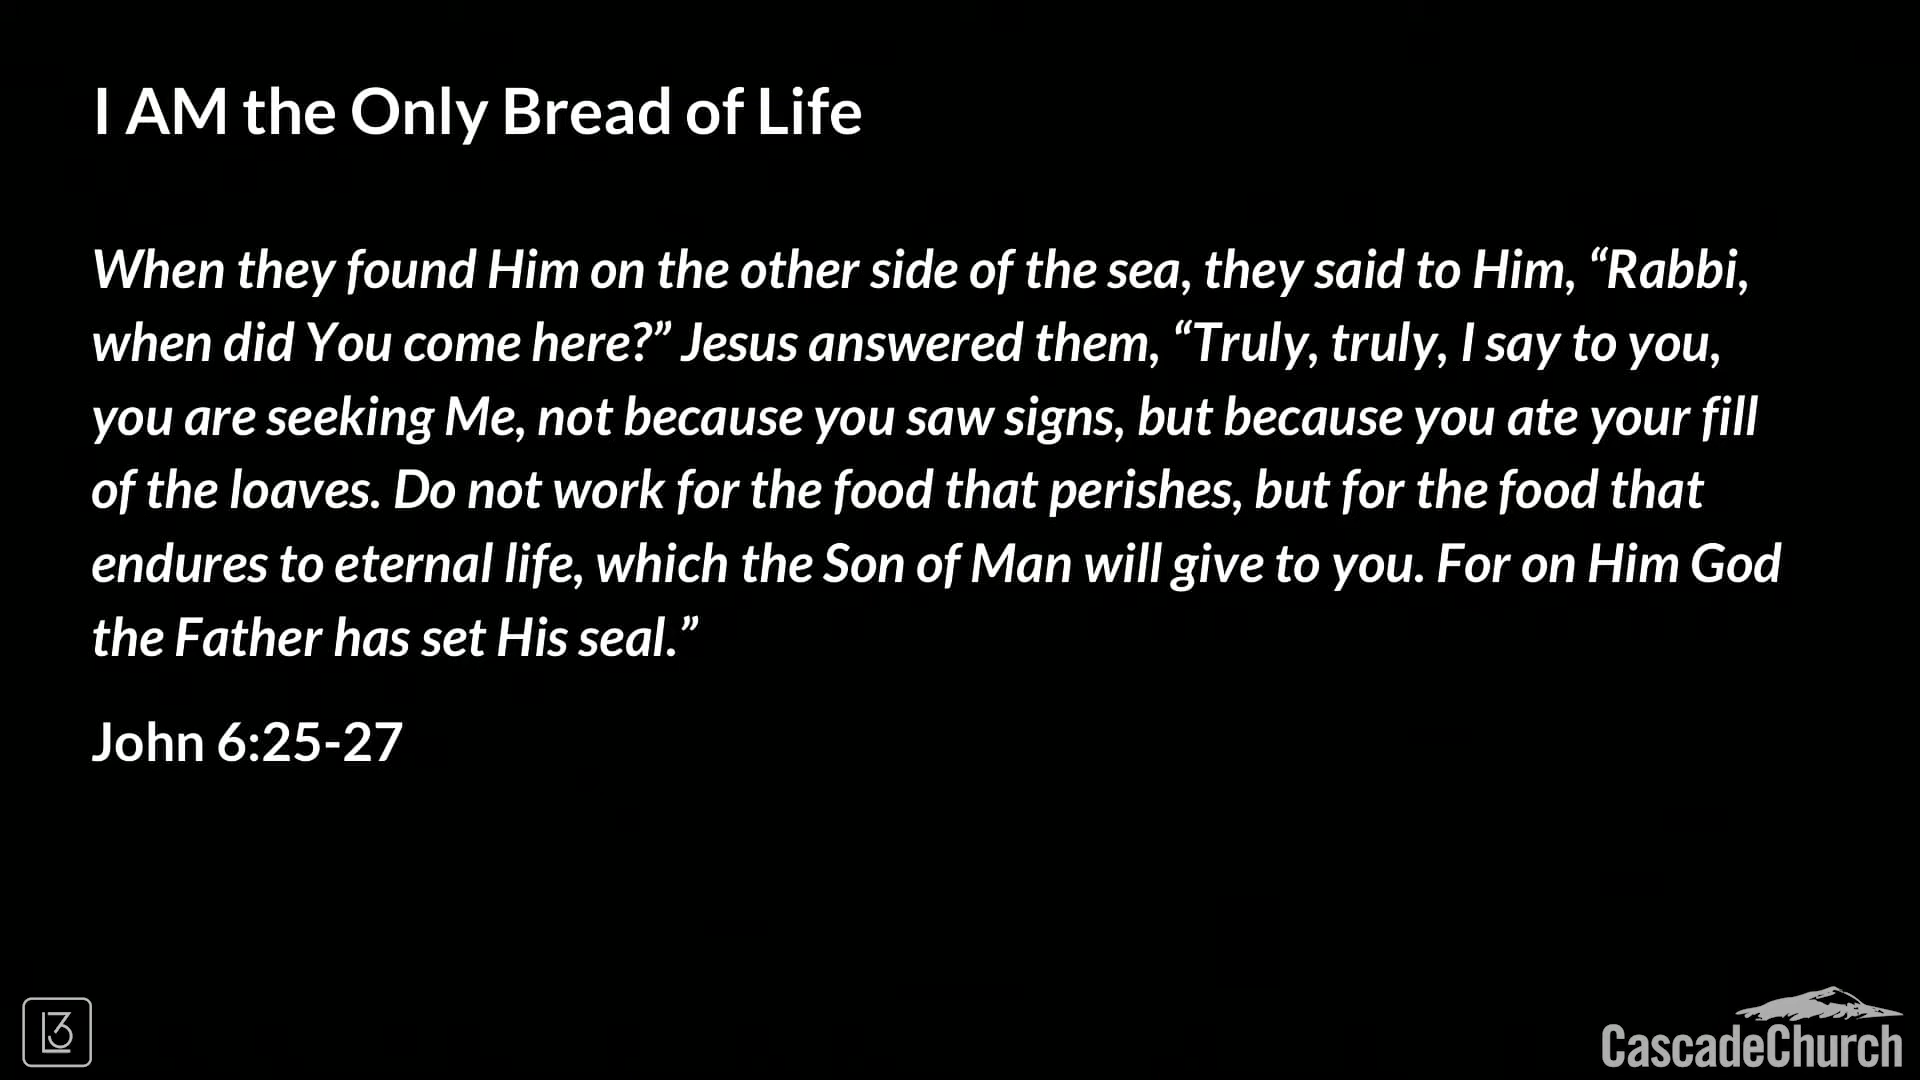 I AM the Only Bread of Life
When they found Him on the other side of the sea, they said to Him, “Rabbi,
when did You come here?” Jesus answered them, “Truly, truly, I say to you,
you are seeking Me, not because you saw signs, but because you ate your fill
of the loaves. Do not work for the food that perishes, but for the food that
endures to eternal life, which the Son of Man will give to you. For on Him God
the Father has set His seal.”
John 6:25-27
L3
CascadeChurch